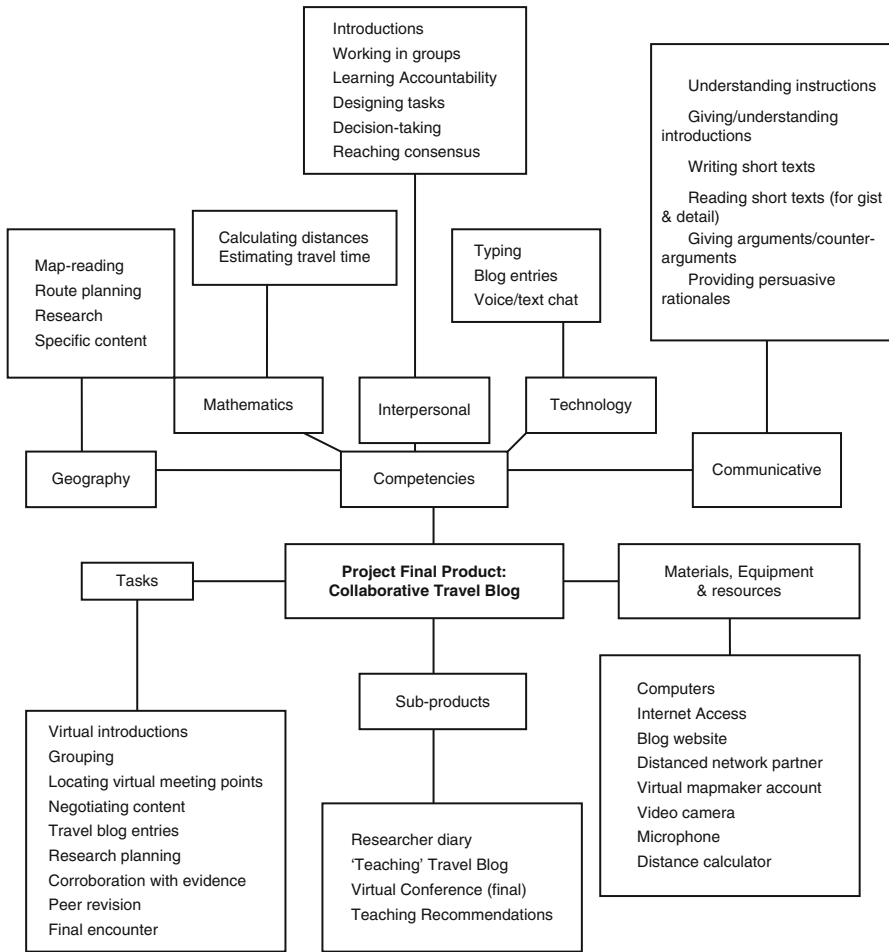 Introductions
Working in groups
Learning Accountability
Designing tasks
Decision-taking
Reaching consensus
Understanding instructions
Giving/understanding
introductions
Writing short texts
Reading short texts (for gist
& detail)
Giving arguments/counter-
arguments
Providing persuasive
rationales
Calculating distances
Estimating travel time
Typing
Blog entries
Voice/text chat
Map-reading
Route planning
Research
Specific content
Mathematics
Interpersonal
Technology
Geography
Competencies
Communicative
Tasks
Project Final Product:
Collaborative Travel Blog
Materials, Equipment
& resources
Sub-products
Virtual introductions
Grouping
Locating virtual meeting points
Negotiating content
Travel blog entries
Research planning
Corroboration with evidence
Peer revision
Final encounter
Researcher diary
‘Teaching’ Travel Blog
Virtual Conference (final)
Teaching Recommendations
Computers
Internet Access
Blog website
Distanced network partner
Virtual mapmaker account
Video camera
Microphone
Distance calculator